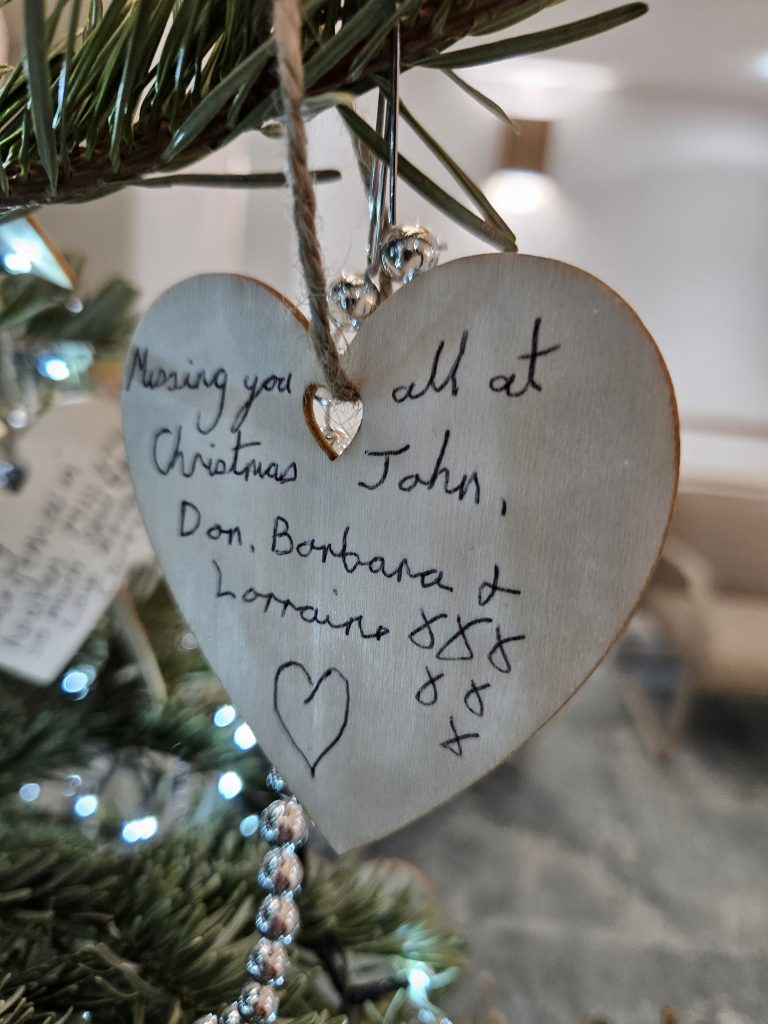 Missing you all at
Christmas John,
Don, Barbara &
Lorraine xxx
xx
x